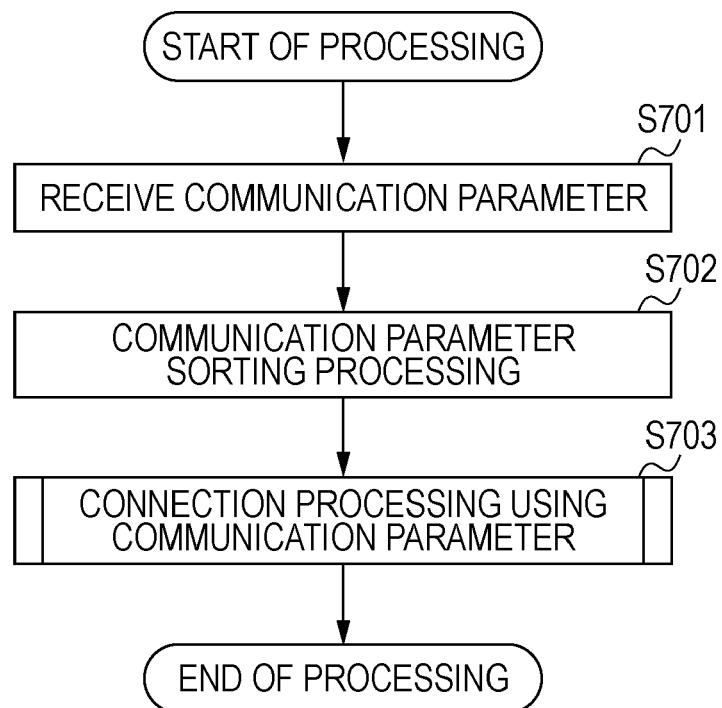 START OF PROCESSING
S701
RECEIVE COMMUNICATION PARAMETER
S702
COMMUNICATION PARAMETER
SORTING PROCESSING
S703
CONNECTION PROCESSING USING
COMMUNICATION PARAMETER
END OF PROCESSING